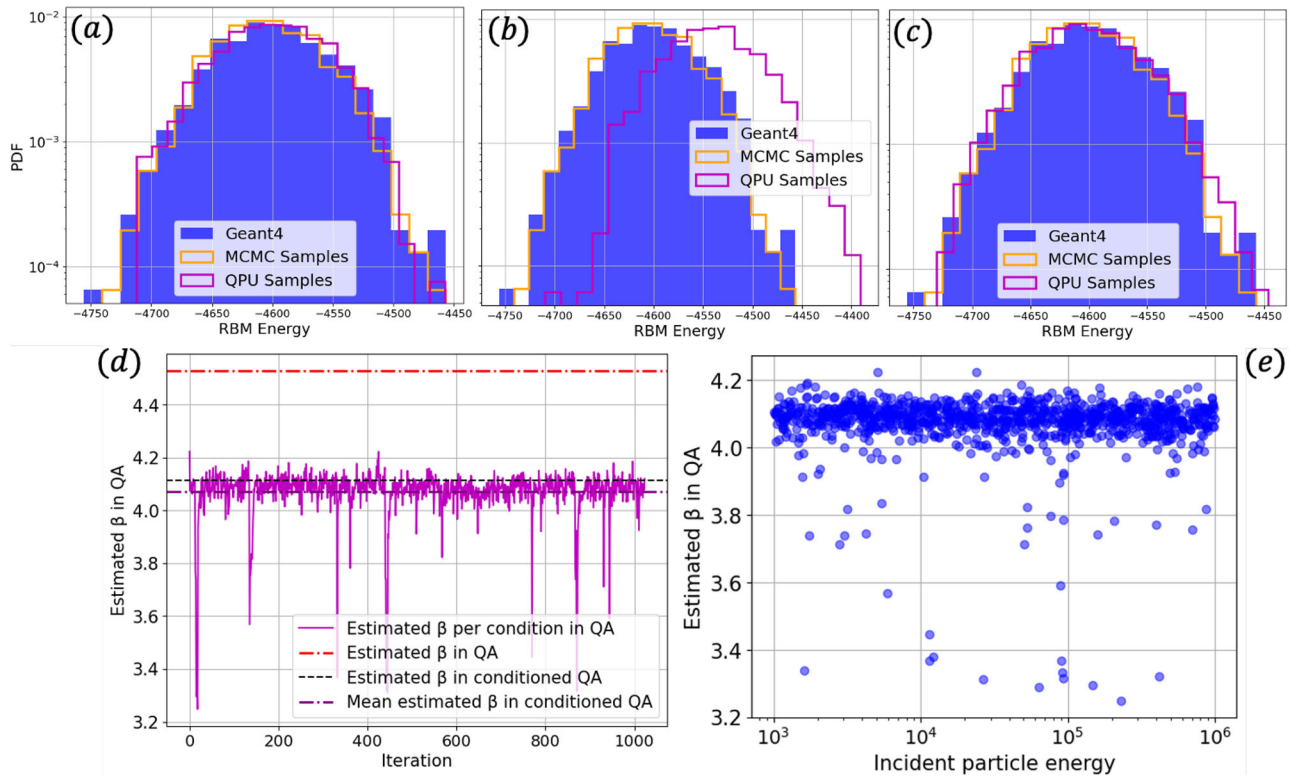 (a)
10⁻²
10⁻³
10⁻⁴
PDF
Geant4
MCMC Samples
QPU Samples
−4750 −4700 −4650 −4600 −4550 −4500 −4450
RBM Energy
(b)
Geant4
MCMC Samples
QPU Samples
−4750 −4700 −4650 −4600 −4550 −4500 −4450 −4400
RBM Energy
(c)
Geant4
MCMC Samples
QPU Samples
−4750 −4700 −4650 −4600 −4550 −4500 −4450
RBM Energy
(d)
4.4
4.2
4.0
3.8
3.6
3.4
3.2
Estimated β in QA
Estimated β per condition in QA
Estimated β in QA
Estimated β in conditioned QA
Mean estimated β in conditioned QA
0 200 400 600 800 1000
Iteration
(e)
4.2
4.0
3.8
3.6
3.4
3.2
Estimated β in QA
10³ 10⁴ 10⁵ 10⁶
Incident particle energy